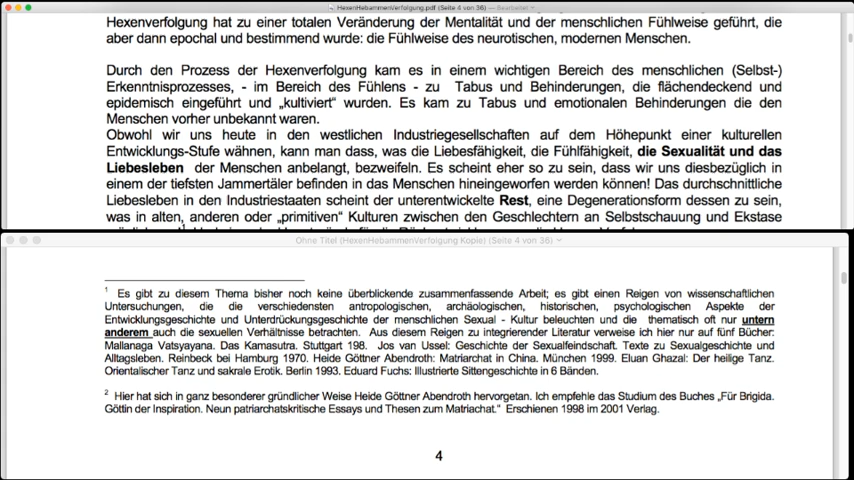 HexenHebammenVerfolgung.pdf (Seite 4 von 36) — Bearbeitet
Hexenverfolgung hat zu einer totalen Veränderung der Mentalität und der menschlichen Fühlweise geführt, die
aber dann epochal und bestimmend wurde: die Fühlweise des neurotischen, modernen Menschen.
Durch den Prozess der Hexenverfolgung kam es in einem wichtigen Bereich des menschlichen (Selbst-)
Erkenntnisprozesses, - im Bereich des Fühlens - zu Tabus und Behinderungen, die flächendeckend und
epidemisch eingeführt und „kultiviert“ wurden. Es kam zu Tabus und emotionalen Behinderungen die den
Menschen vorher unbekannt waren.
Obwohl wir uns heute in den westlichen Industriegesellschaften auf dem Höhepunkt einer kulturellen
Entwicklungs-Stufe wähnen, kann man dass, was die Liebesfähigkeit, die Fühlfähigkeit, die Sexualität und das
Liebesleben der Menschen anbelangt, bezweifeln. Es scheint eher so zu sein, dass wir uns diesbezüglich in
einem der tiefsten Jammertäler befinden in das Menschen hineingeworfen werden können! Das durchschnittliche
Liebesleben in den Industriestaaten scheint der unterentwickelte Rest, eine Degenerationsform dessen zu sein,
was in alten, anderen oder „primitiven“ Kulturen zwischen den Geschlechtern an Selbstschauung und Ekstase
Ohne Titel (HexenHebammenVerfolgung Kopie) (Seite 4 von 36)
1 Es gibt zu diesem Thema bisher noch keine überblickende zusammenfassende Arbeit; es gibt einen Reigen von wissenschaftlichen
Untersuchungen, die die verschiedensten antropologischen, archäologischen, historischen, psychologischen Aspekte der
Entwicklungsgeschichte und Unterdrückungsgeschichte der menschlichen Sexual - Kultur beleuchten und die thematisch oft nur untern
anderem auch die sexuellen Verhältnisse betrachten. Aus diesem Reigen zu integrierender Literatur verweise ich hier nur auf fünf Bücher:
Mallanaga Vatsyayana. Das Kamasutra. Stuttgart 198. Jos van Ussel: Geschichte der Sexualfeindschaft. Texte zu Sexualgeschichte und
Alltagsleben. Reinbeck bei Hamburg 1970. Heide Göttner Abendroth: Matriarchat in China. München 1999. Eluan Ghazal: Der heilige Tanz.
Orientalischer Tanz und sakrale Erotik. Berlin 1993. Eduard Fuchs: Illustrierte Sittengeschichte in 6 Bänden.
2 Hier hat sich in ganz besonderer gründlicher Weise Heide Göttner Abendroth hervorgetan. Ich empfehle das Studium des Buches „Für Brigida.
Göttin der Inspiration. Neun patriarchatskritische Essays und Thesen zum Matriachat.“ Erschienen 1998 im 2001 Verlag.
4